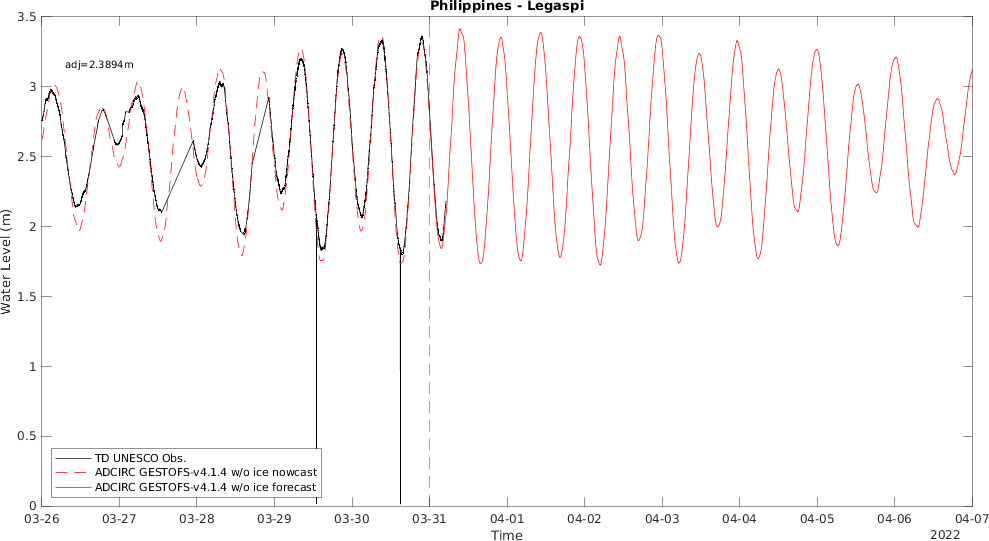 Philippines - Legaspi
3.5
adj=2.3894m
3
2.5
2
1.5
1
0.5
0
Water Level (m)
TD UNESCO Obs.
ADCIRC GESTOFS-v4.1.4 w/o ice nowcast
ADCIRC GESTOFS-v4.1.4 w/o ice forecast
03-26 03-27 03-28 03-29 03-30 03-31 04-01 04-02 04-03 04-04 04-05 04-06 04-07
Time
2022